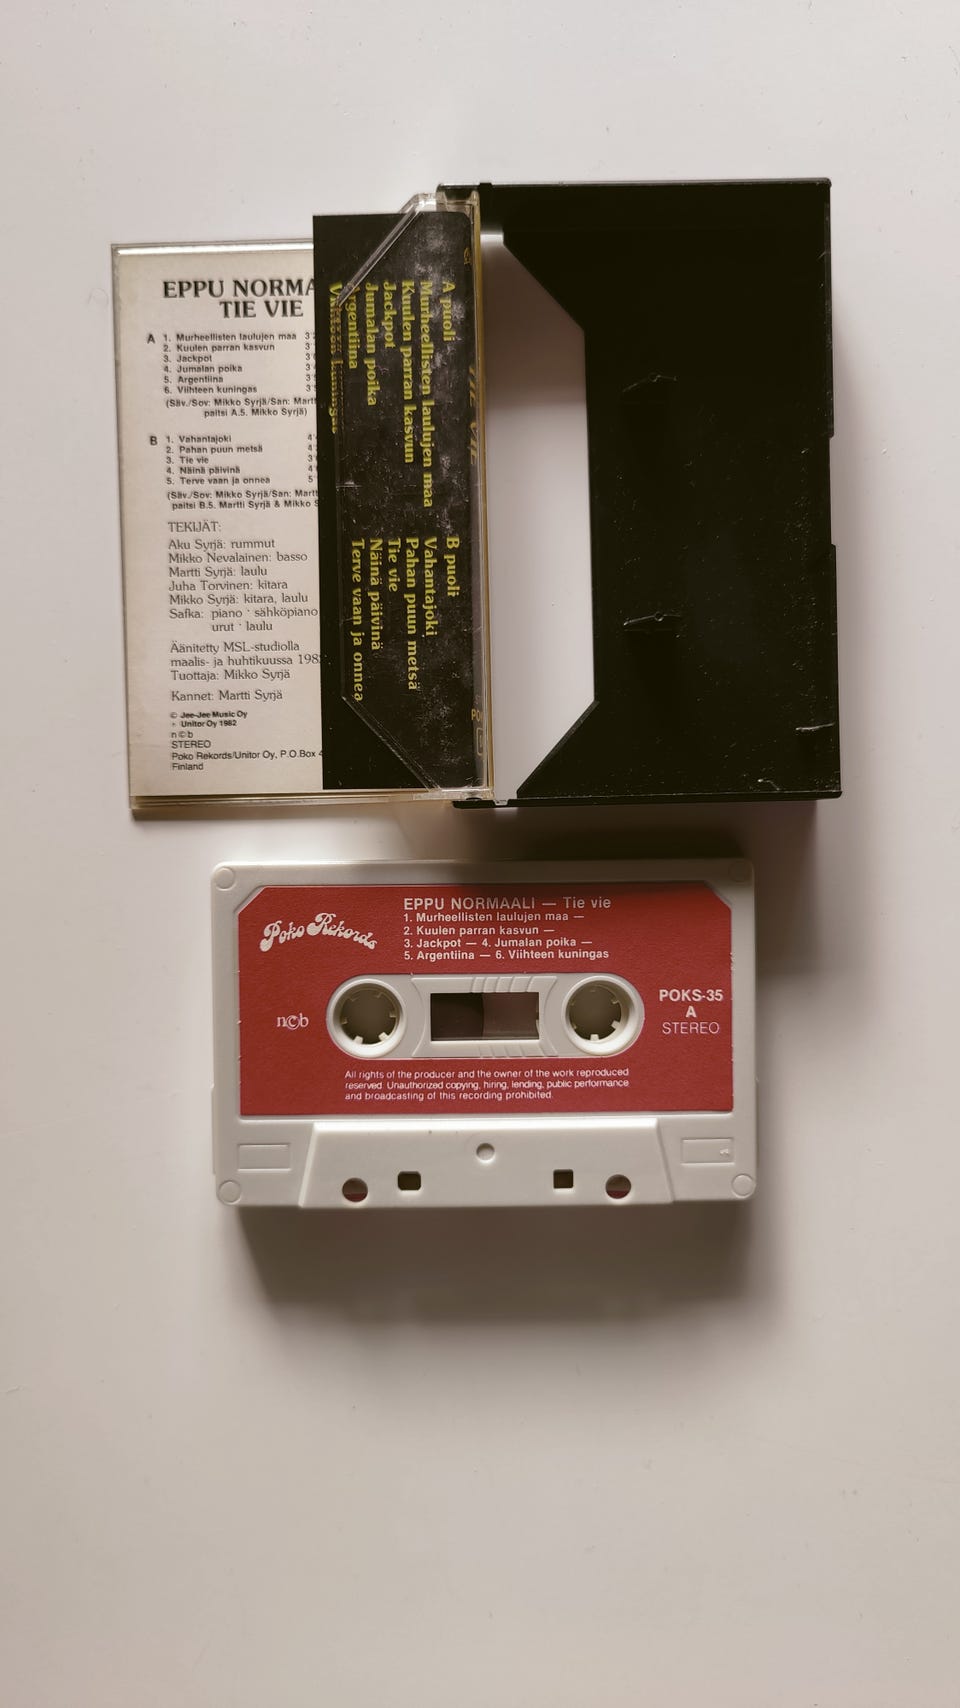 EPPU NORMA
TIE VIE
A 1. Murheellisten laulujen maa
2. Kuulen parran kasvun
3. Jackpot
4. Jumalan poika
5. Argentiina
6. Viihteen kuningas
(Säv./Sov: Mikko Syrjä/San: Martt
paitsi A.5. Mikko Syrjä)
B 1. Vahantajoki
2. Pahan puun metsä
3. Tie vie
4. Näinä päivinä
5. Terve vaan ja onnea
(Säv./Sov: Mikko Syrjä/San: Martt
paitsi B.5. Martti Syrjä & Mikko S
TEKIJÄT:
Aku Syrjä: rummut
Mikko Nevalainen: basso
Martti Syrjä: laulu
Juha Torvinen: kitara
Mikko Syrjä: kitara, laulu
Safka: piano · sähköpiano
urut · laulu
Äänitetty MSL-studiolla
maalis- ja huhtikuussa 198
Tuottaja: Mikko Syrjä
Kannet: Martti Syrjä
© Jee-Jee Music Oy
+ Unitor Oy 1982
n©b
STEREO
Poko Rekords/Unitor Oy, P.O.Box 4
Finland
A puoli
Murheellisten laulujen maa
Kuulen parran kasvun
Jackpot
Jumalan poika
Argentiina
Viihteen kuningas
B puoli
Vahantajoki
Pahan puun metsä
Tie vie
Näinä päivinä
Terve vaan ja onnea
Poko Rekords
EPPU NORMAALI — Tie vie
1. Murheellisten laulujen maa —
2. Kuulen parran kasvun —
3. Jackpot — 4. Jumalan poika —
5. Argentiina — 6. Viihteen kuningas
n©b
POKS-35
A
STEREO
All rights of the producer and the owner of the work reproduced
reserved. Unauthorized copying, hiring, lending, public performance
and broadcasting of this recording prohibited.